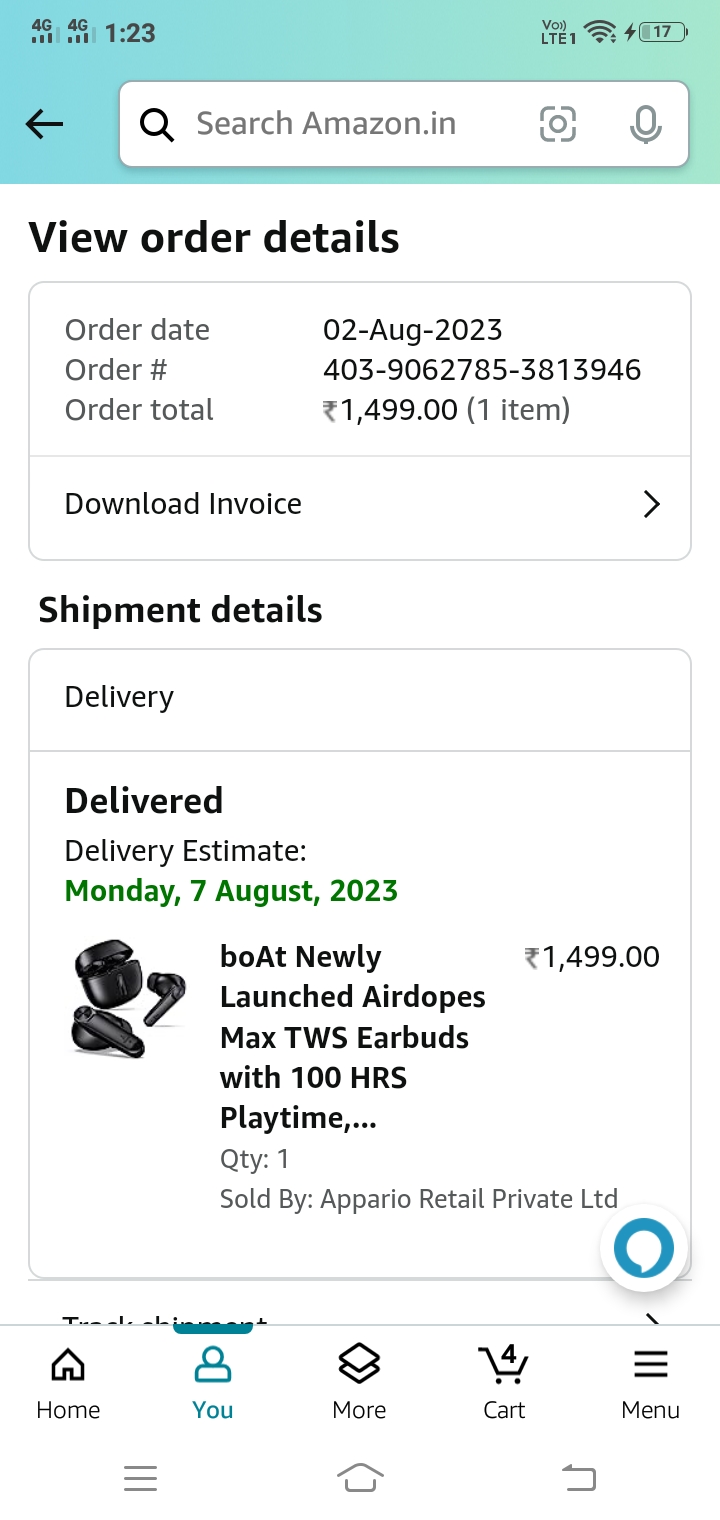 4G 4G 1:23 Vo)) LTE1 17
Search Amazon.in
View order details
Order date 02-Aug-2023
Order # 403-9062785-3813946
Order total ₹1,499.00 (1 item)
Download Invoice
Shipment details
Delivery
Delivered
Delivery Estimate:
Monday, 7 August, 2023
boAt Newly ₹1,499.00
Launched Airdopes
Max TWS Earbuds
with 100 HRS
Playtime,...
Qty: 1
Sold By: Appario Retail Private Ltd
Track shipment
4
Home You More Cart Menu